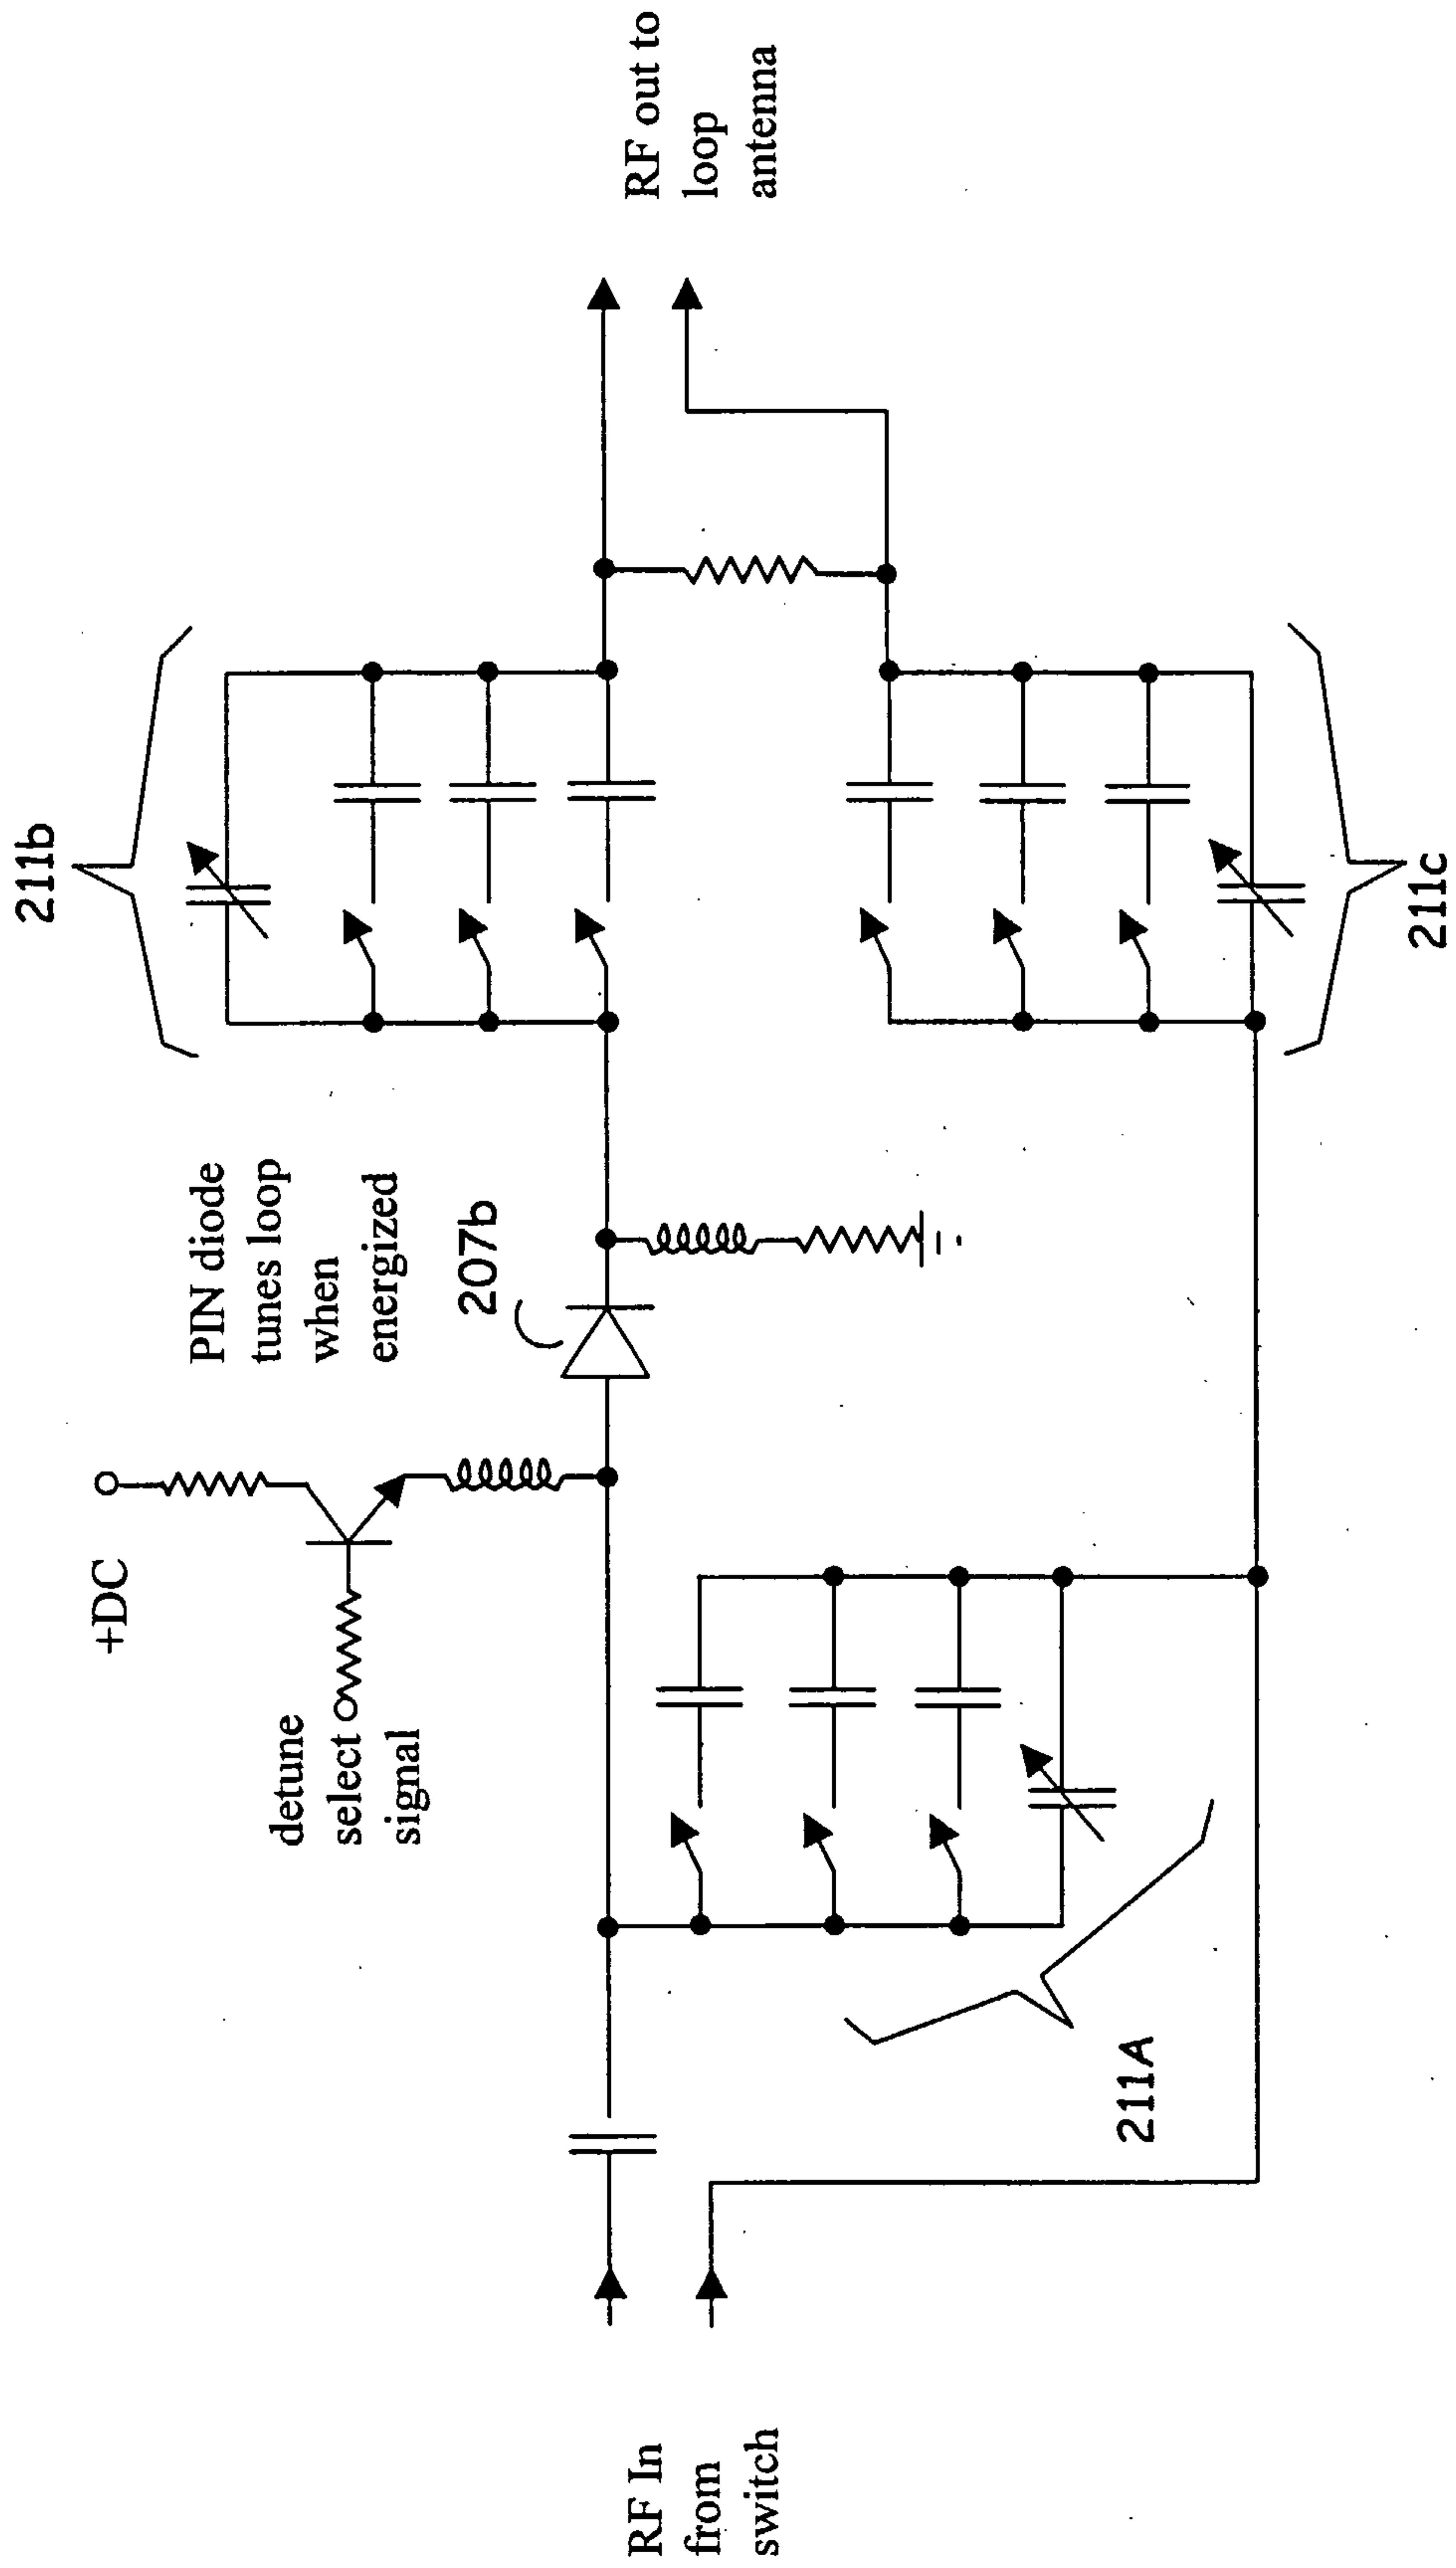 +DC
detune
select
signal
PIN diode
tunes loop
when
energized
207b
211b
RF In
from
switch
211A
211c
RF out to
loop
antenna